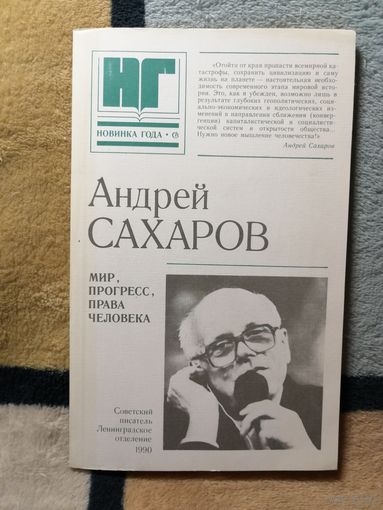 НГ
НОВИНКА ГОДА •
«Отойти от края пропасти всемирной ка-
тастрофы, сохранить цивилизацию и саму
жизнь на планете — настоятельная необхо-
димость современного этапа мировой исто-
рии. Это, как я убежден, возможно лишь в
результате глубоких геополитических, соци-
ально-экономических и идеологических из-
менений в направлении сближения (конвер-
генции) капиталистической и социалисти-
ческой систем и открытости общества...
Нужно новое мышление человечества!»
Андрей Сахаров
Андрей
САХАРОВ
МИР,
ПРОГРЕСС,
ПРАВА
ЧЕЛОВЕКА
Советский
писатель
Ленинградское
отделение
1990